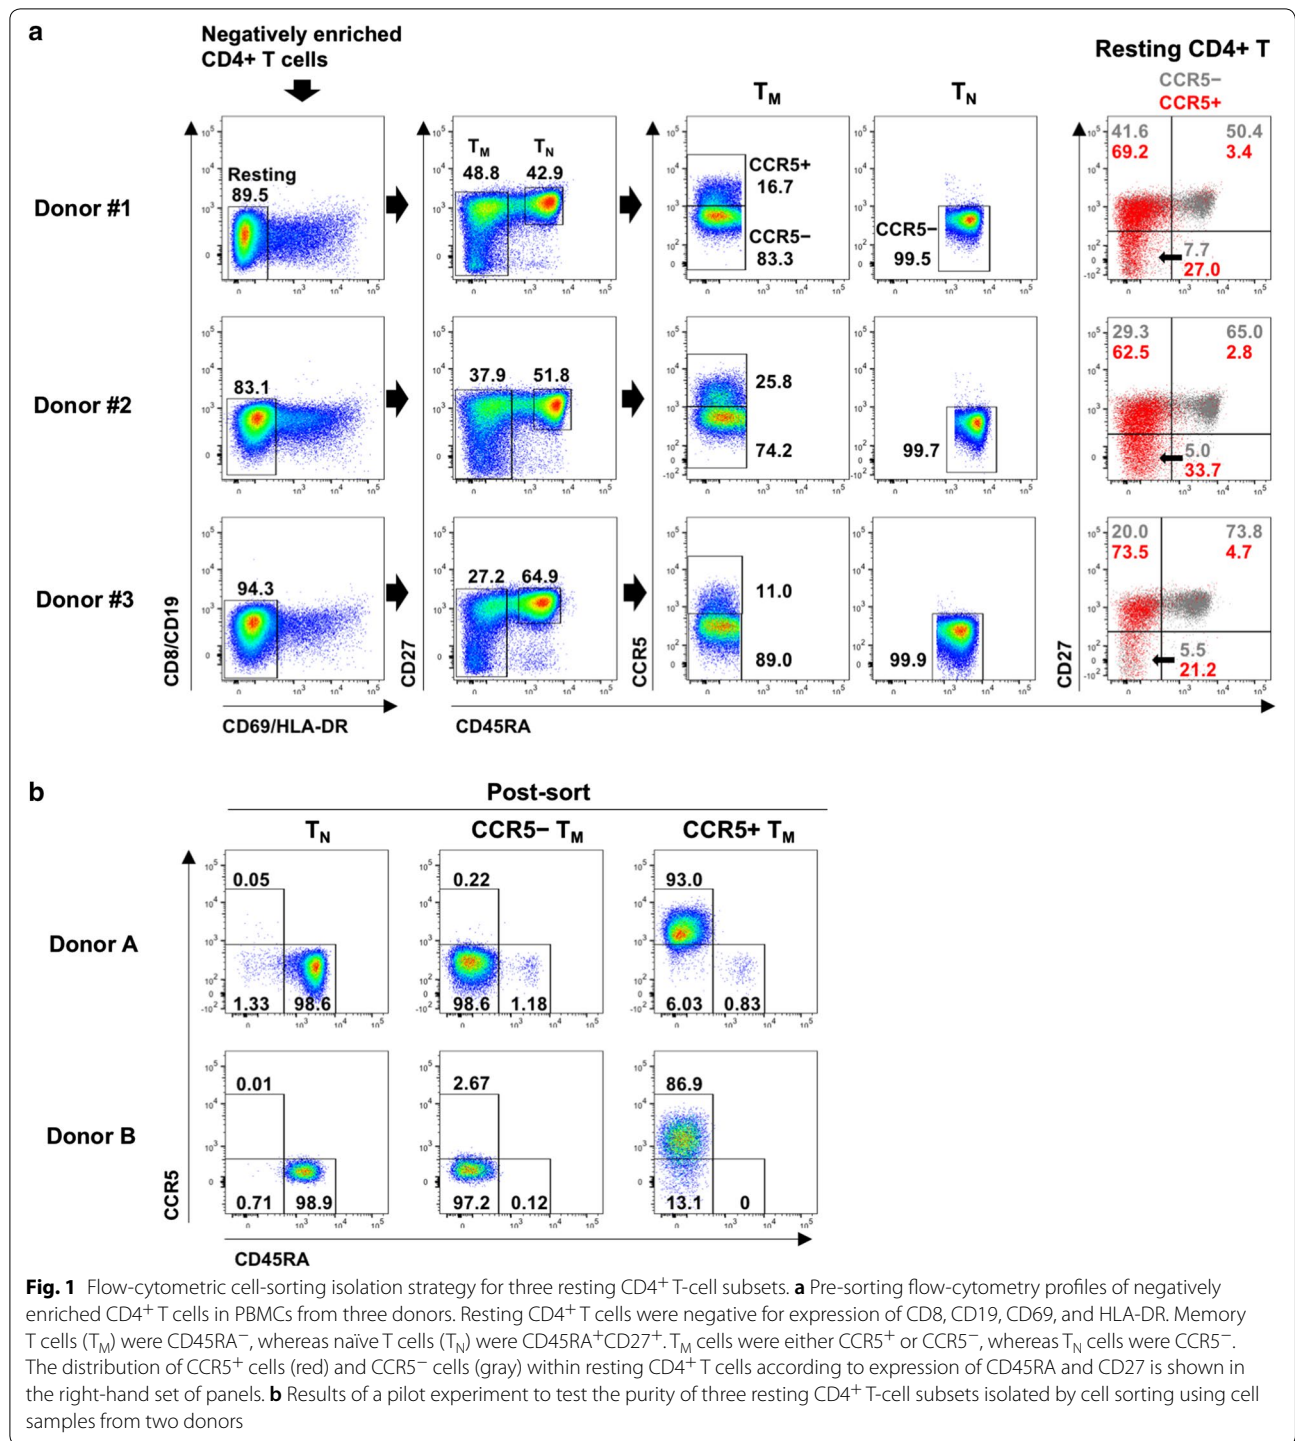 a
Negatively enriched
CD4+ T cells
Resting CD4+ T
CCR5−
CCR5+
TM
TN
Donor #1
Resting
89.5
TM
TN
48.8
42.9
CCR5+
16.7
CCR5−
83.3
CCR5−
99.5
41.6
50.4
69.2
3.4
7.7
27.0
Donor #2
83.1
37.9
51.8
25.8
74.2
99.7
29.3
65.0
62.5
2.8
5.0
33.7
Donor #3
94.3
27.2
64.9
11.0
89.0
99.9
20.0
73.8
73.5
4.7
5.5
21.2
CD8/CD19
CD27
CCR5
CD27
CD69/HLA-DR
CD45RA
b
Post-sort
TN
CCR5− TM
CCR5+ TM
Donor A
0.05
1.33
98.6
0.22
98.6
1.18
93.0
6.03
0.83
Donor B
0.01
0.71
98.9
2.67
97.2
0.12
86.9
13.1
0
CCR5
CD45RA
Fig. 1 Flow-cytometric cell-sorting isolation strategy for three resting CD4+ T-cell subsets. a Pre-sorting flow-cytometry profiles of negatively
enriched CD4+ T cells in PBMCs from three donors. Resting CD4+ T cells were negative for expression of CD8, CD19, CD69, and HLA-DR. Memory
T cells (TM) were CD45RA−, whereas naïve T cells (TN) were CD45RA+CD27+. TM cells were either CCR5+ or CCR5−, whereas TN cells were CCR5−.
The distribution of CCR5+ cells (red) and CCR5− cells (gray) within resting CD4+ T cells according to expression of CD45RA and CD27 is shown in
the right-hand set of panels. b Results of a pilot experiment to test the purity of three resting CD4+ T-cell subsets isolated by cell sorting using cell
samples from two donors